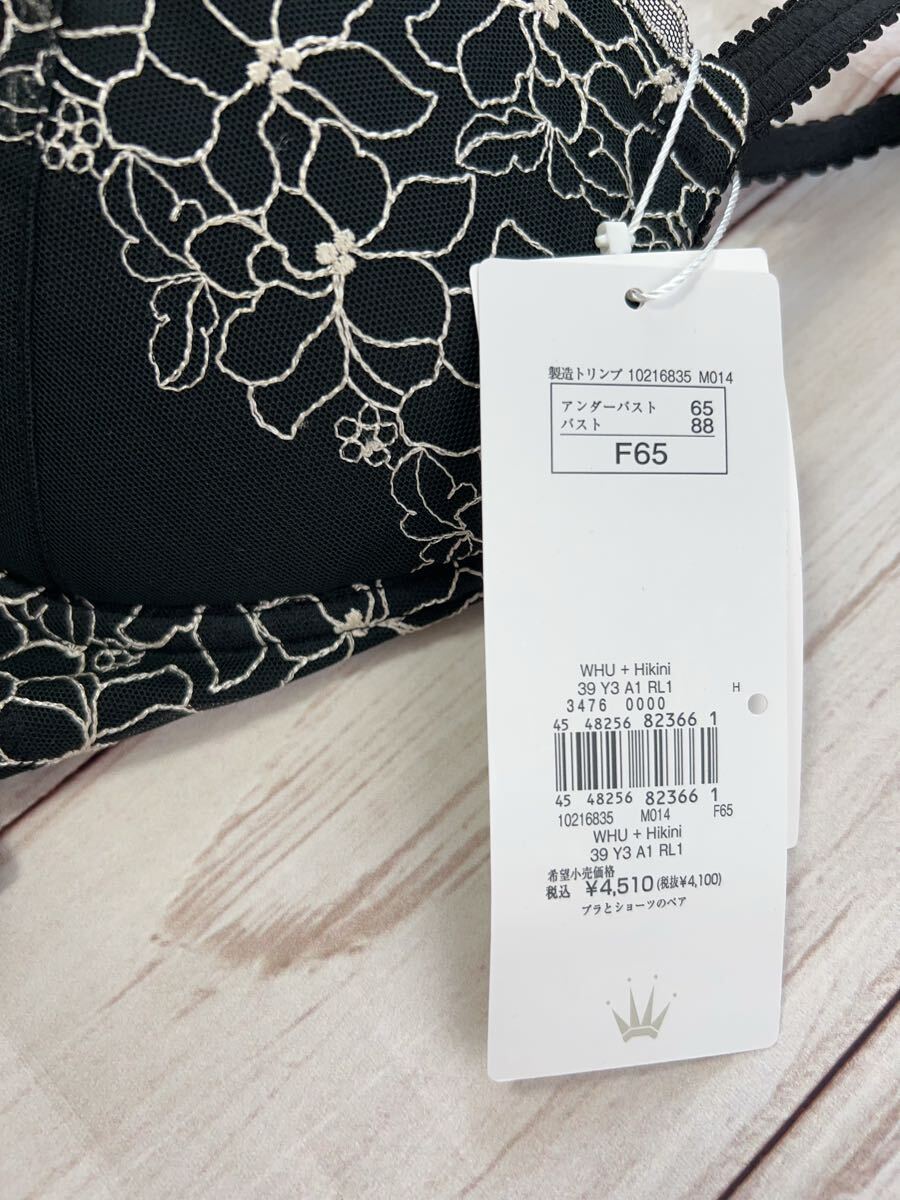 製造トリンプ 10216835 M014
アンダーバスト 65
バスト 88
F65
WHU + Hikini
39 Y3 A1 RL1 H
3476 0000
45 48256 82366 1
45 48256 82366 1
10216835 M014 F65
WHU + Hikini
39 Y3 A1 RL1
希望小売価格
税込 ¥4,510 (税抜¥4,100)
ブラとショーツのペア